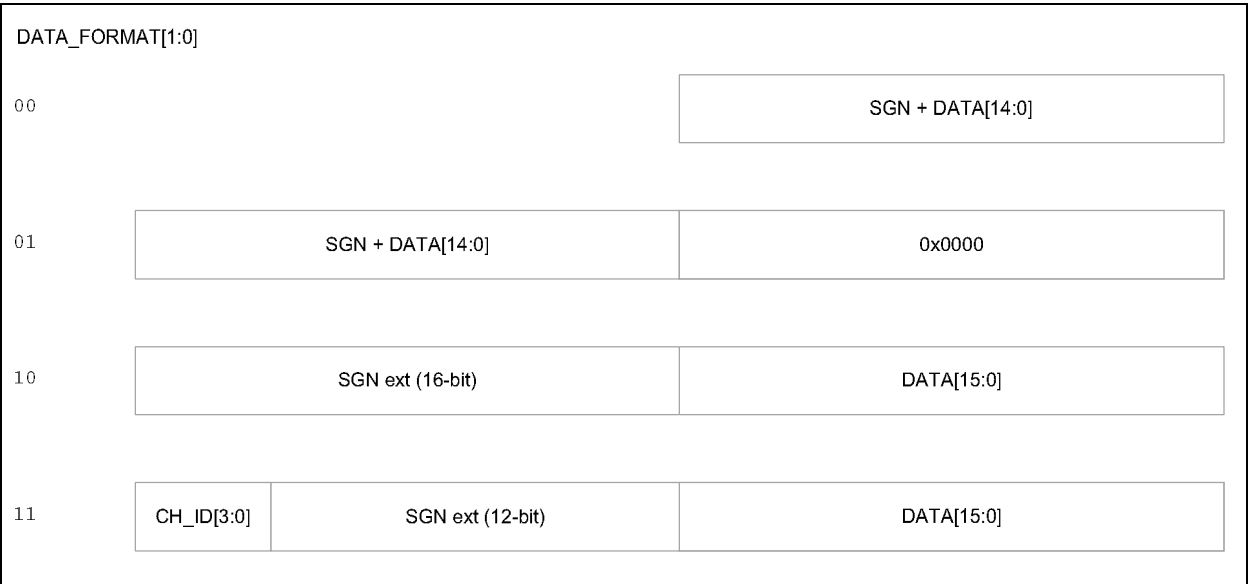 DATA_FORMAT[1:0]
00 SGN + DATA[14:0]
01 SGN + DATA[14:0] 0x0000
10 SGN ext (16-bit) DATA[15:0]
11 CH_ID[3:0] SGN ext (12-bit) DATA[15:0]